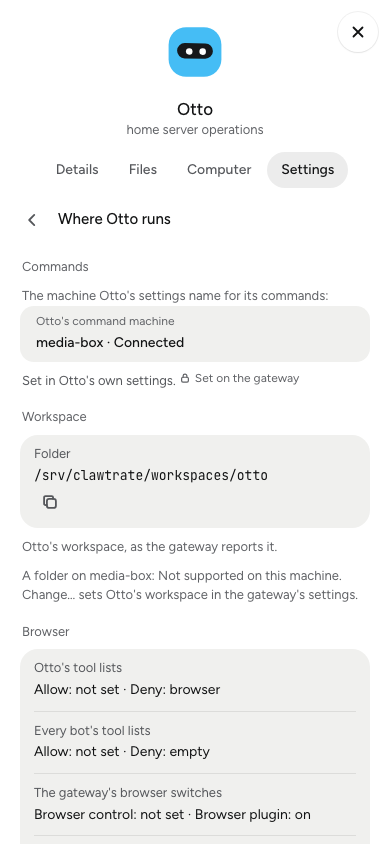 Otto
home server operations
Details Files Computer Settings
Where Otto runs
Commands
The machine Otto's settings name for its commands:
Otto's command machine
media-box · Connected
Set in Otto's own settings. Set on the gateway
Workspace
Folder
/srv/clawtrate/workspaces/otto
Otto's workspace, as the gateway reports it.
A folder on media-box: Not supported on this machine.
Change... sets Otto's workspace in the gateway's settings.
Browser
Otto's tool lists
Allow: not set · Deny: browser
Every bot's tool lists
Allow: not set · Deny: empty
The gateway's browser switches
Browser control: not set · Browser plugin: on